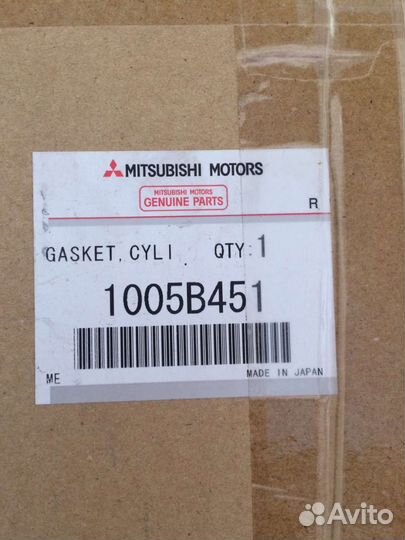 MITSUBISHI MOTORS
MITSUBISHI MOTORS
GENUINE PARTS
R
GASKET, CYLI . QTY:1
1005B451
ME MADE IN JAPAN
Avito